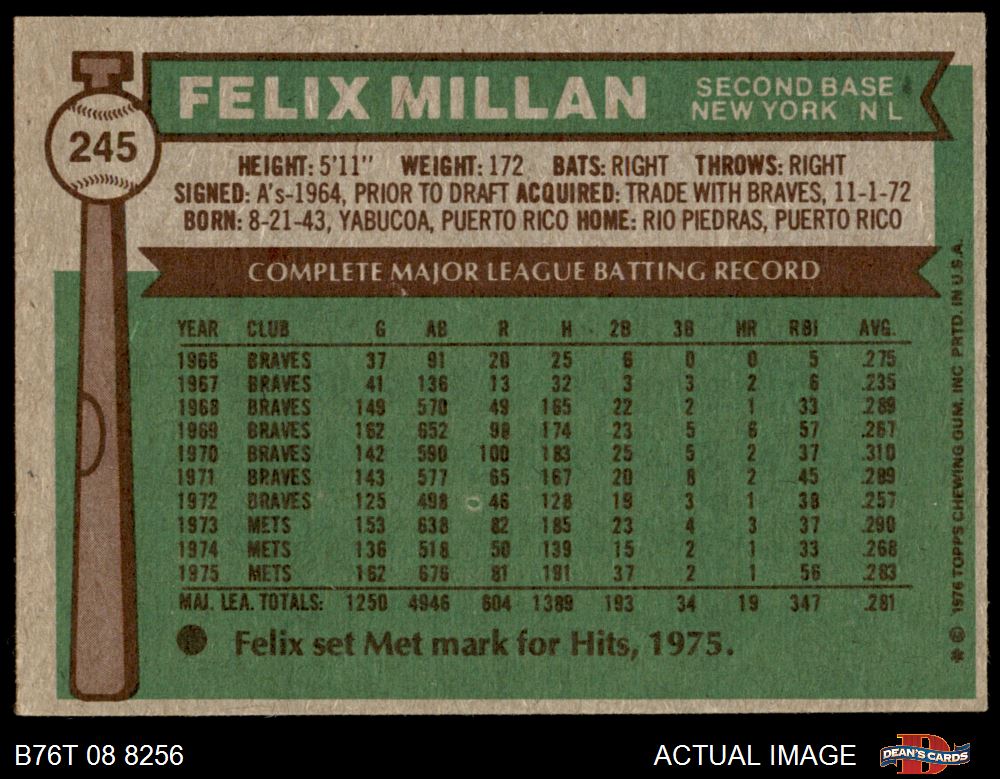 FELIX MILLAN
SECOND BASE
NEW YORK N L
245
HEIGHT: 5'11" WEIGHT: 172 BATS: RIGHT THROWS: RIGHT
SIGNED: A's-1964, PRIOR TO DRAFT ACQUIRED: TRADE WITH BRAVES, 11-1-72
BORN: 8-21-43, YABUCOA, PUERTO RICO HOME: RIO PIEDRAS, PUERTO RICO
COMPLETE MAJOR LEAGUE BATTING RECORD
YEAR CLUB G AB R H 2B 3B HR RBI AVG.
1966 BRAVES 37 91 20 25 6 0 0 5 .275
1967 BRAVES 41 136 13 32 3 3 2 6 .235
1968 BRAVES 149 570 49 165 22 2 1 33 .289
1969 BRAVES 162 652 98 174 23 5 6 57 .267
1970 BRAVES 142 590 100 183 25 5 2 37 .310
1971 BRAVES 143 577 65 167 20 8 2 45 .289
1972 BRAVES 125 498 46 128 19 3 1 38 .257
1973 METS 153 638 82 185 23 4 3 37 .290
1974 METS 136 518 50 139 15 2 1 33 .268
1975 METS 162 676 81 191 37 2 1 56 .283
MAJ. LEA. TOTALS: 1250 4946 604 1389 193 34 19 347 .281
Felix set Met mark for Hits, 1975.
* © 1976 TOPPS CHEWING GUM, INC PRTD. IN U.S.A.
B76T 08 8256
ACTUAL IMAGE
DEAN'S CARDS